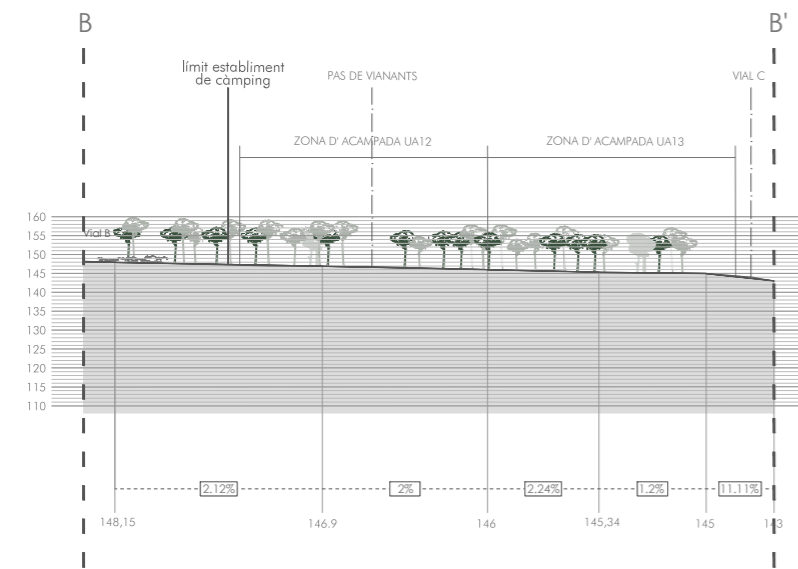 B
B'
límit establiment
de càmping
PAS DE VIANANTS
VIAL C
ZONA D' ACAMPADA UA12
ZONA D' ACAMPADA UA13
160
155
Vial B
150
145
140
135
130
125
120
115
110
2.12%
2%
2.24%
1.2%
11.11%
148,15
146.9
146
145,34
145
143